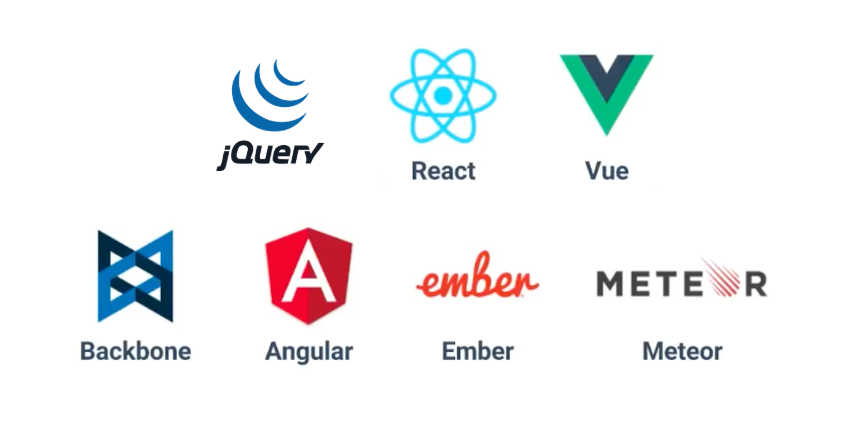 jQuery
React
Vue
A
ember
METEOR
Backbone
Angular
Ember
Meteor